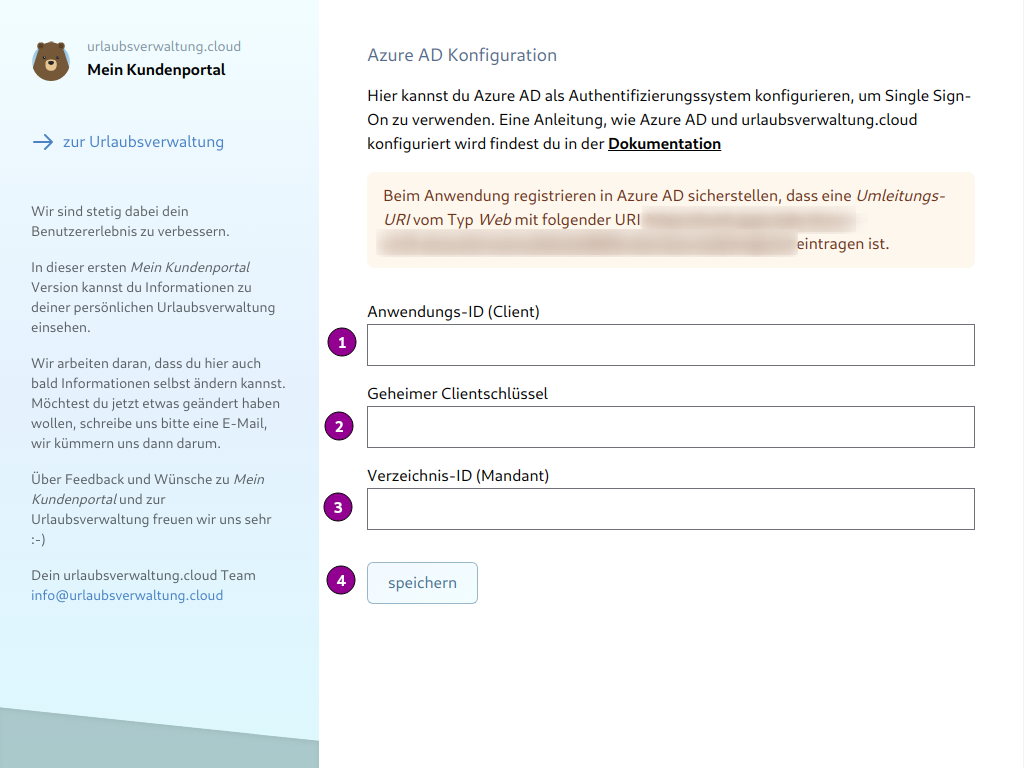 urlaubsverwaltung.cloud
Mein Kundenportal
zur Urlaubsverwaltung
Wir sind stetig dabei dein
Benutzererlebnis zu verbessern.
In dieser ersten Mein Kundenportal
Version kannst du Informationen zu
deiner persönlichen Urlaubsverwaltung
einsehen.
Wir arbeiten daran, dass du hier auch
bald Informationen selbst ändern kannst.
Möchtest du jetzt etwas geändert haben
wollen, schreibe uns bitte eine E-Mail,
wir kümmern uns dann darum.
Über Feedback und Wünsche zu Mein
Kundenportal und zur
Urlaubsverwaltung freuen wir uns sehr
:-)
Dein urlaubsverwaltung.cloud Team
info@urlaubsverwaltung.cloud
Azure AD Konfiguration
Hier kannst du Azure AD als Authentifizierungssystem konfigurieren, um Single Sign-
On zu verwenden. Eine Anleitung, wie Azure AD und urlaubsverwaltung.cloud
konfiguriert wird findest du in der Dokumentation
Beim Anwendung registrieren in Azure AD sicherstellen, dass eine Umleitungs-
URI vom Typ Web mit folgender URI
eintragen ist.
Anwendungs-ID (Client)
1
Geheimer Clientschlüssel
2
Verzeichnis-ID (Mandant)
3
4 speichern